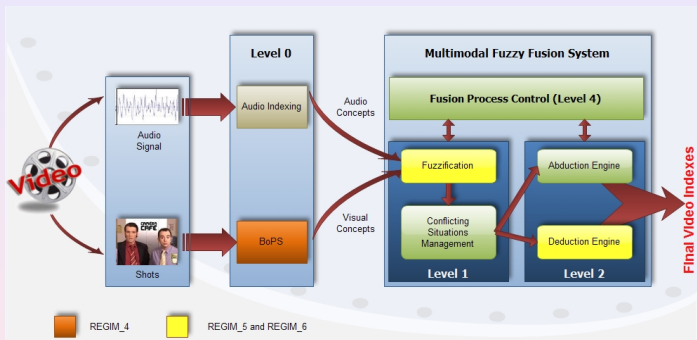 Video
Audio
Signal
Shots
Level 0
Audio Indexing
BoPS
Audio
Concepts
Visual
Concepts
Multimodal Fuzzy Fusion System
Fusion Process Control (Level 4)
Fuzzification
Conflicting
Situations
Management
Level 1
Abduction Engine
Deduction Engine
Level 2
FInal Video Indexes
REGIM_4
REGIM_5 and REGIM_6